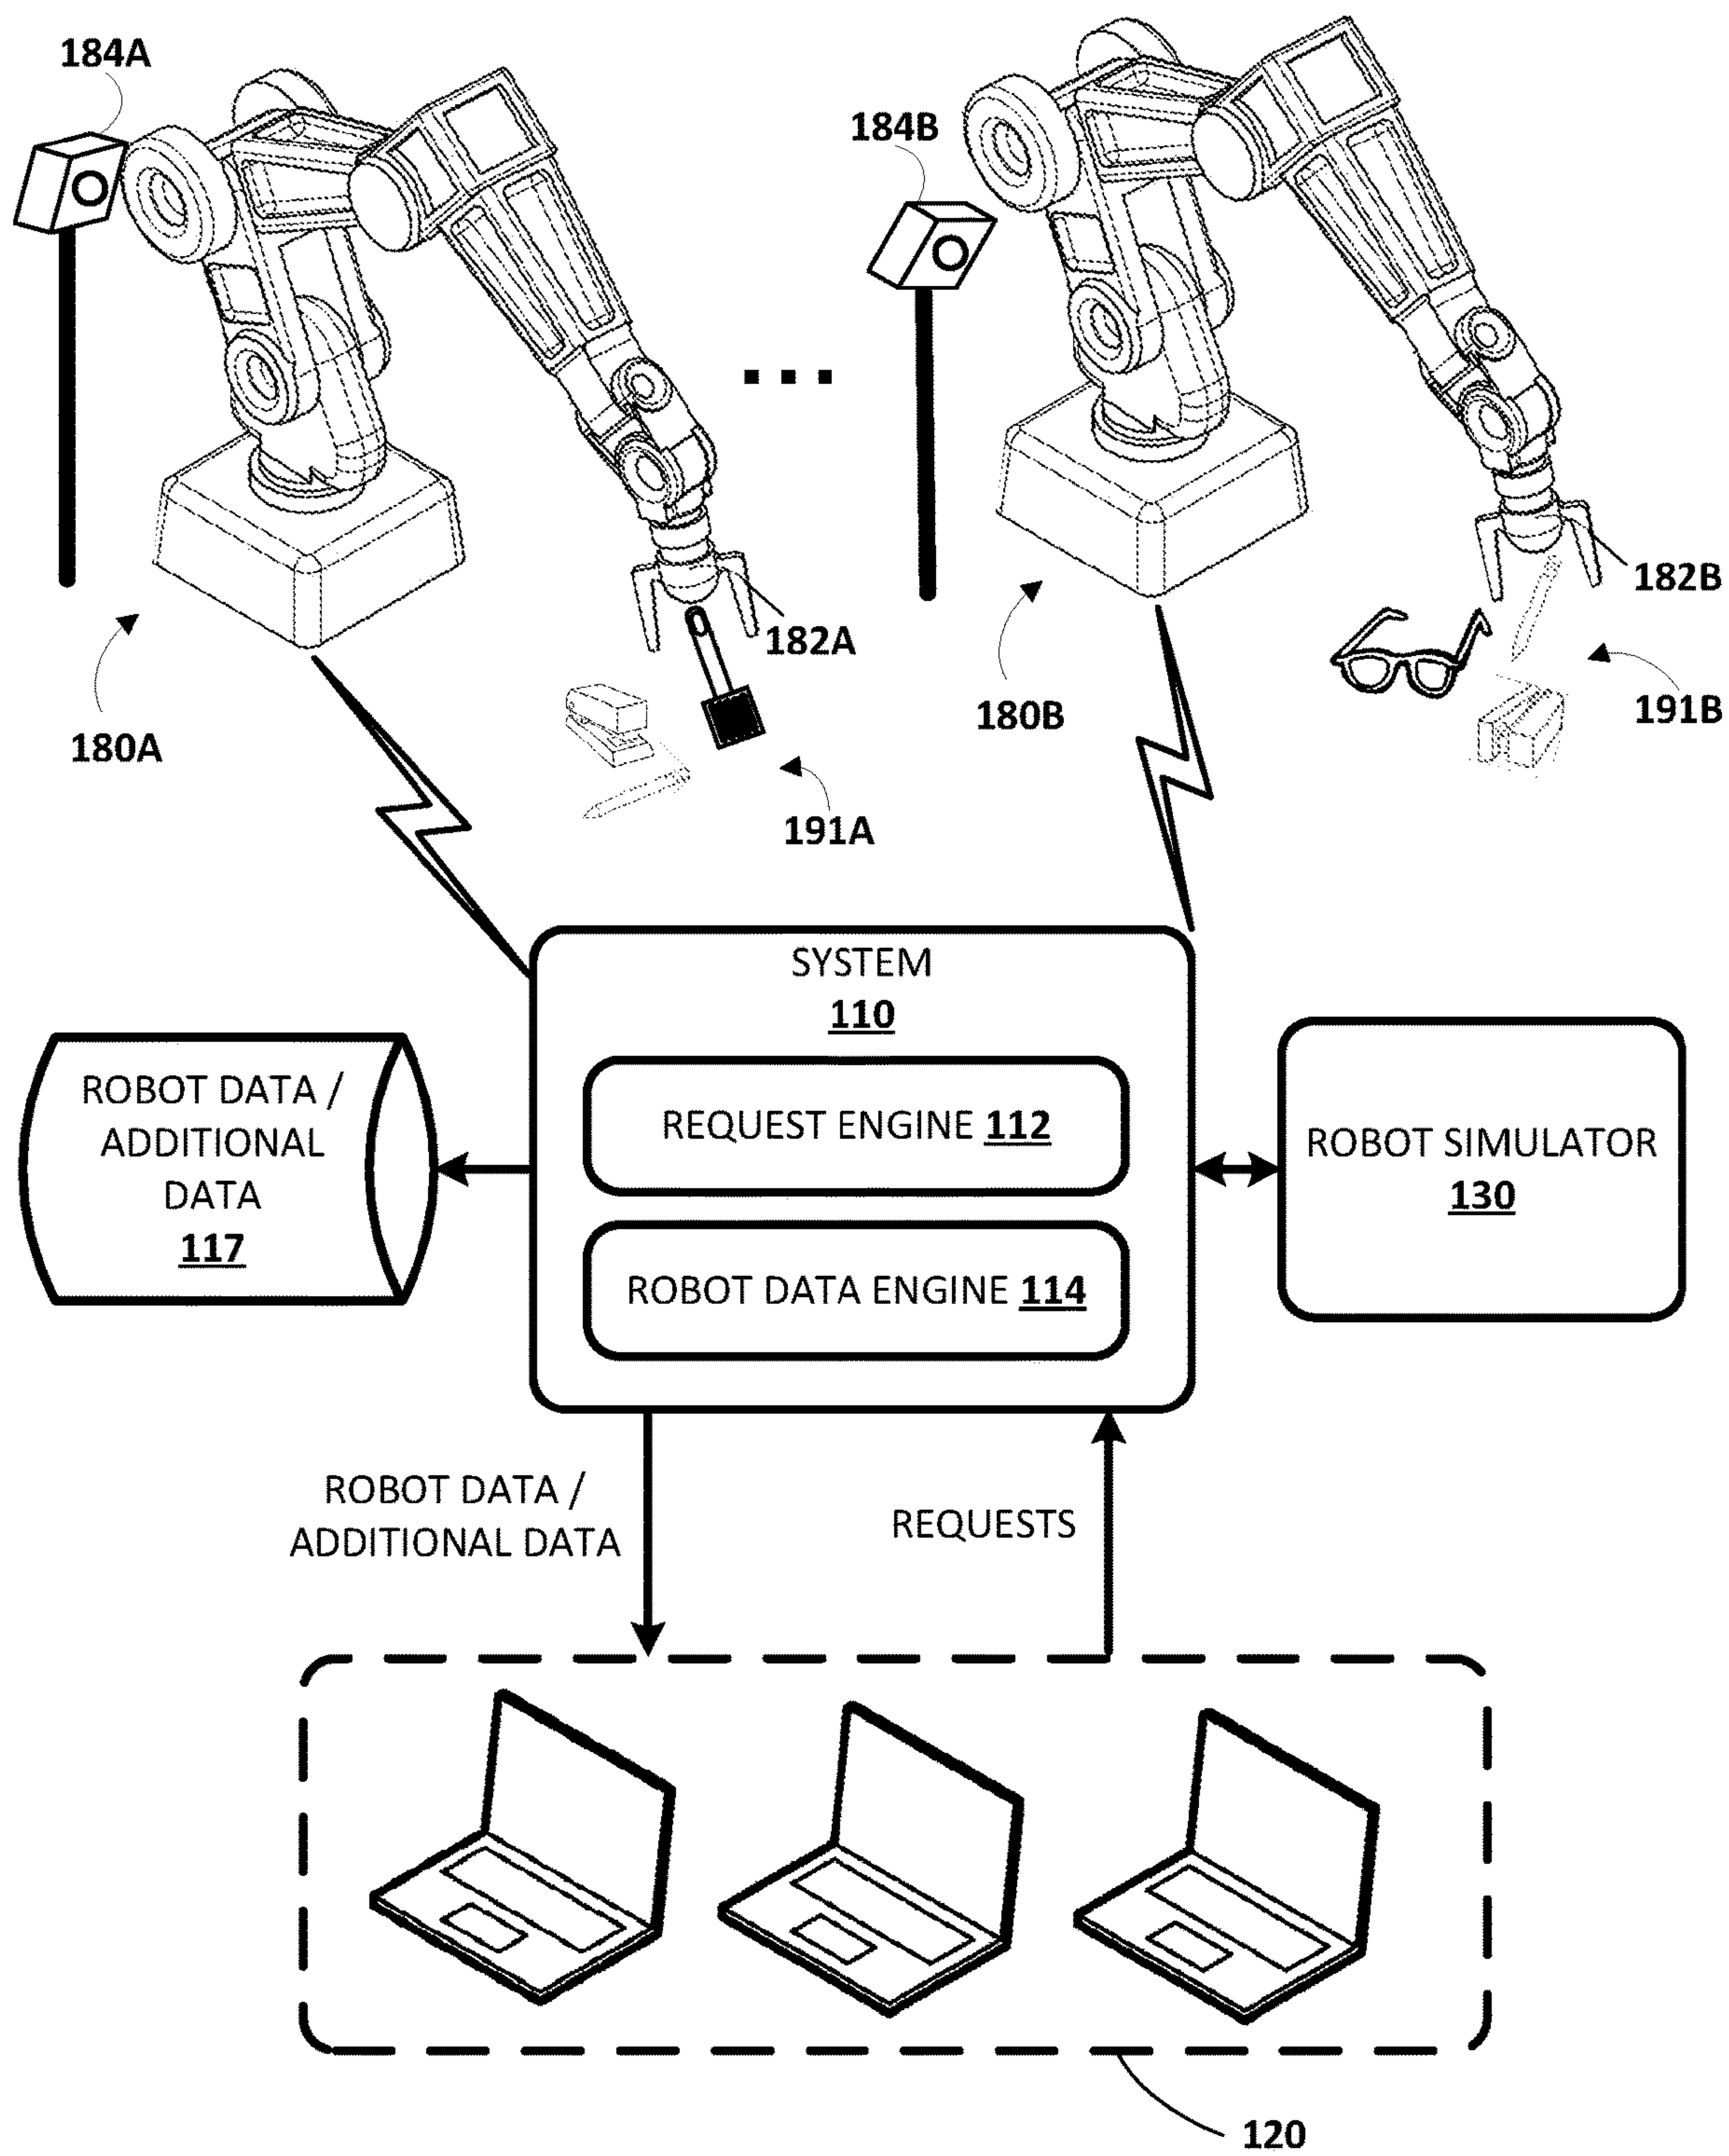 184A
184B
182B
182A
191B
180B
180A
191A
SYSTEM
110
ROBOT DATA /
ADDITIONAL
DATA
117
REQUEST ENGINE 112
ROBOT SIMULATOR
130
ROBOT DATA ENGINE 114
ROBOT DATA /
ADDITIONAL DATA
REQUESTS
120